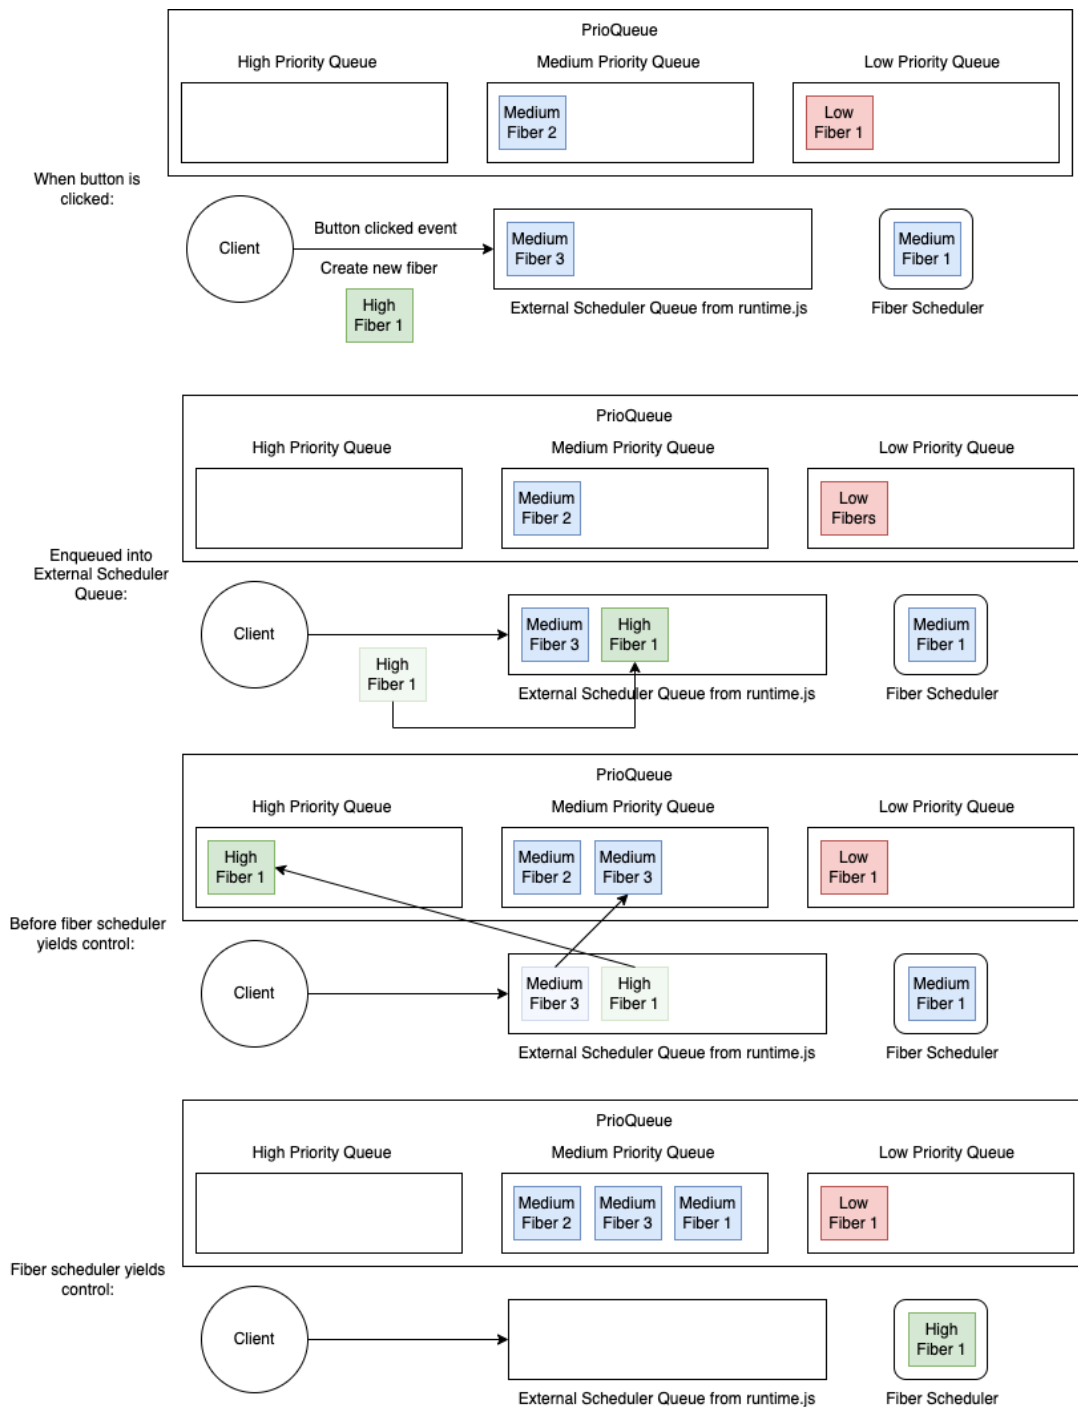 PrioQueue
High Priority Queue
Medium Priority Queue
Low Priority Queue
Medium
Fiber 2
Low
Fiber 1
When button is
clicked:
Client
Button clicked event
Create new fiber
High
Fiber 1
Medium
Fiber 3
External Scheduler Queue from runtime.js
Medium
Fiber 1
Fiber Scheduler
PrioQueue
High Priority Queue
Medium Priority Queue
Low Priority Queue
Medium
Fiber 2
Low
Fibers
Enqueued into
External Scheduler
Queue:
Client
High
Fiber 1
Medium
Fiber 3
High
Fiber 1
External Scheduler Queue from runtime.js
Medium
Fiber 1
Fiber Scheduler
PrioQueue
High Priority Queue
Medium Priority Queue
Low Priority Queue
High
Fiber 1
Medium
Fiber 2
Medium
Fiber 3
Low
Fiber 1
Before fiber scheduler
yields control:
Client
Medium
Fiber 3
High
Fiber 1
External Scheduler Queue from runtime.js
Medium
Fiber 1
Fiber Scheduler
PrioQueue
High Priority Queue
Medium Priority Queue
Low Priority Queue
Medium
Fiber 2
Medium
Fiber 3
Medium
Fiber 1
Low
Fiber 1
Fiber scheduler yields
control:
Client
External Scheduler Queue from runtime.js
High
Fiber 1
Fiber Scheduler